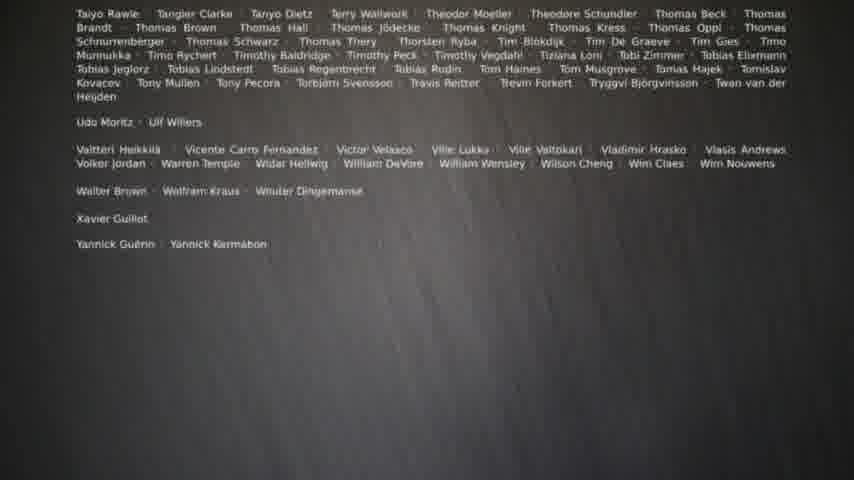 Taiyo Rawle · Tangier Clarke · Tanyo Dietz · Terry Wallwork · Theodor Moeller · Theodore Schundler · Thomas Beck · Thomas
Brandt · Thomas Brown · Thomas Hall · Thomas Jödecke · Thomas Knight · Thomas Kress · Thomas Oppl · Thomas
Schnurrenberger · Thomas Schwarz · Thomas Thery · Thorsten Ryba · Tim Blokdijk · Tim De Graeve · Tim Gies · Timo
Munnukka · Timo Rychert · Timothy Baldridge · Timothy Peck · Timothy Vegdahl · Tiziana Loni · Tobi Zimmer · Tobias
Tobias Jeglorz · Tobias Lindstedt · Tobias Regenbrecht · Tobias Rudin · Tom Haines · Tom Musgrove · Tomas Hajek · Tomislav
Kovacov · Tony Mullen · Tony Pecora · Torbjörn Svensson · Travis Reitter · Trevin Forkert · Tryggvi Björgvinsson · Twan van der
Heijden
Udo Moritz · Ulf Willers
Valtteri Heikkilä · Vicente Carro Fernandez · Victor Velasco · Ville Lukka · Ville Valtokari · Vladimir Hrasko · Vlasis Andrews
Volker Jordan · Warren Temple · Widar Hellwig · William DeVore · William Wensley · Wilson Cheng · Wim Claes · Wim Nouwens
Walter Brown · Wolfram Kraus · Wouter Dingemanse
Xavier Guillot
Yannick Guérin · Yannick Kermabon